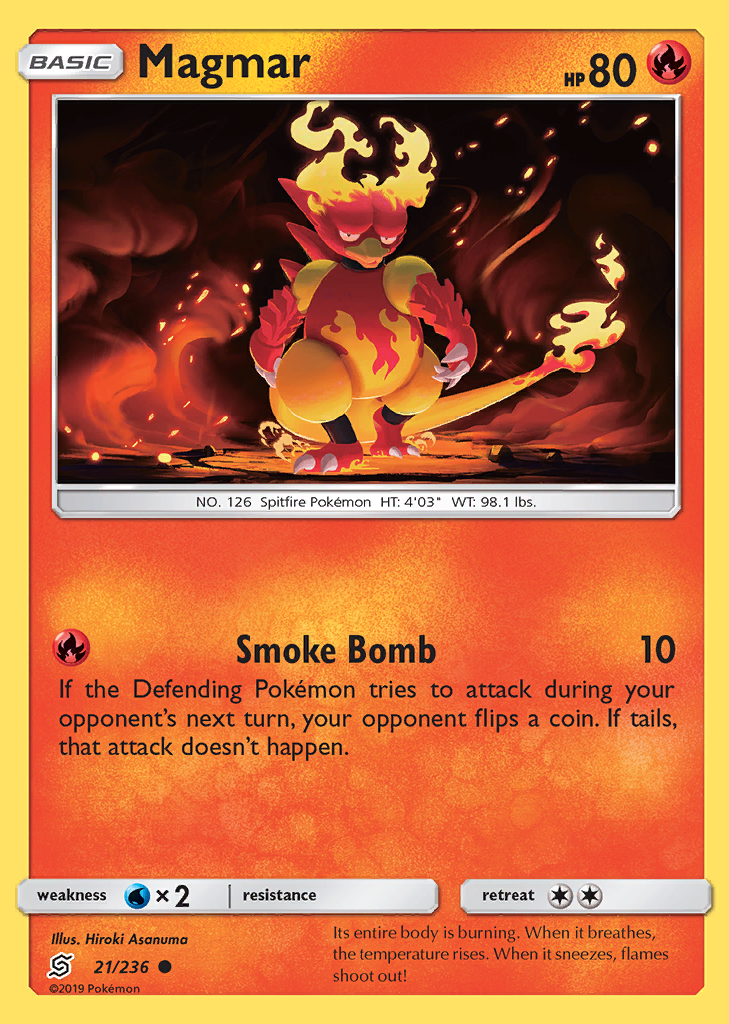 BASIC Magmar HP 80
NO. 126 Spitfire Pokémon HT: 4'03" WT: 98.1 lbs.
Smoke Bomb 10
If the Defending Pokémon tries to attack during your
opponent's next turn, your opponent flips a coin. If tails,
that attack doesn't happen.
weakness × 2 resistance retreat
Illus. Hiroki Asanuma
21/236
©2019 Pokémon
Its entire body is burning. When it breathes,
the temperature rises. When it sneezes, flames
shoot out!